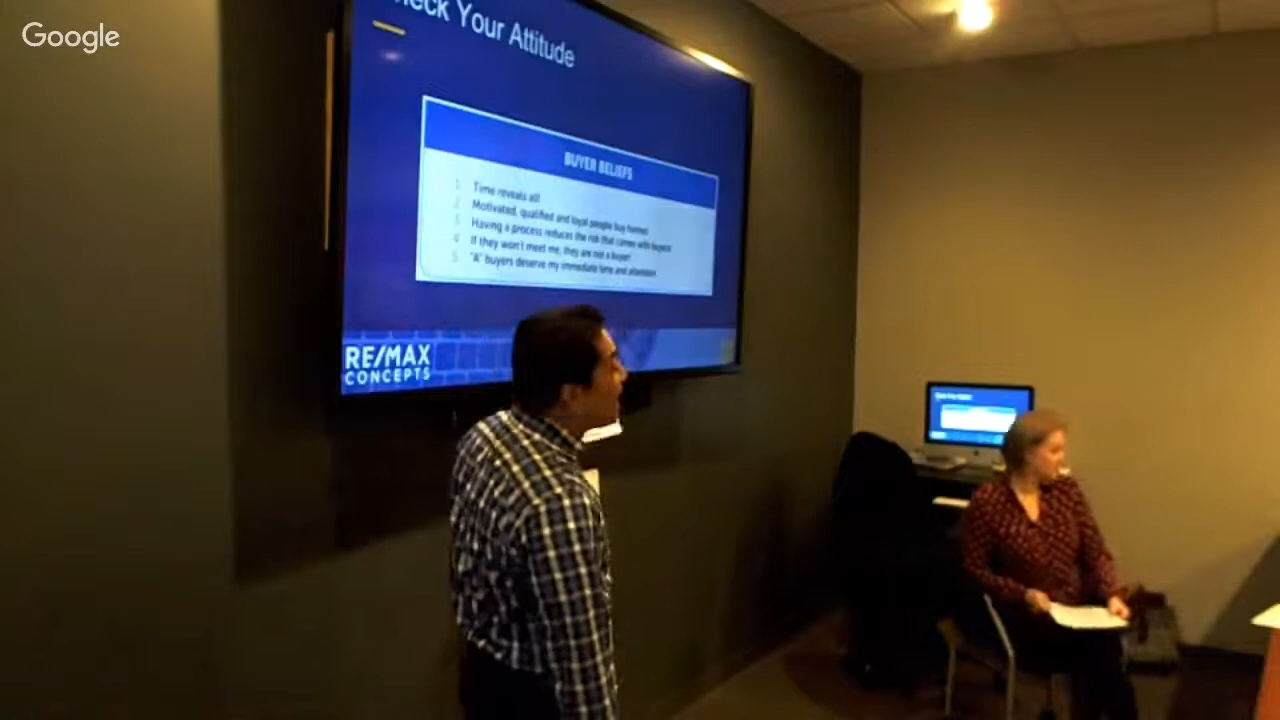 Google
heck Your Attitude
BUYER BELIEFS
1. Time reveals all!
2. Motivated, qualified and loyal people buy homes!
3. Having a process reduces the risk that comes with buyers!
4. If they won't meet me, they are not a buyer!
5. "A" buyers deserve my immediate time and attention!
RE/MAX
CONCEPTS